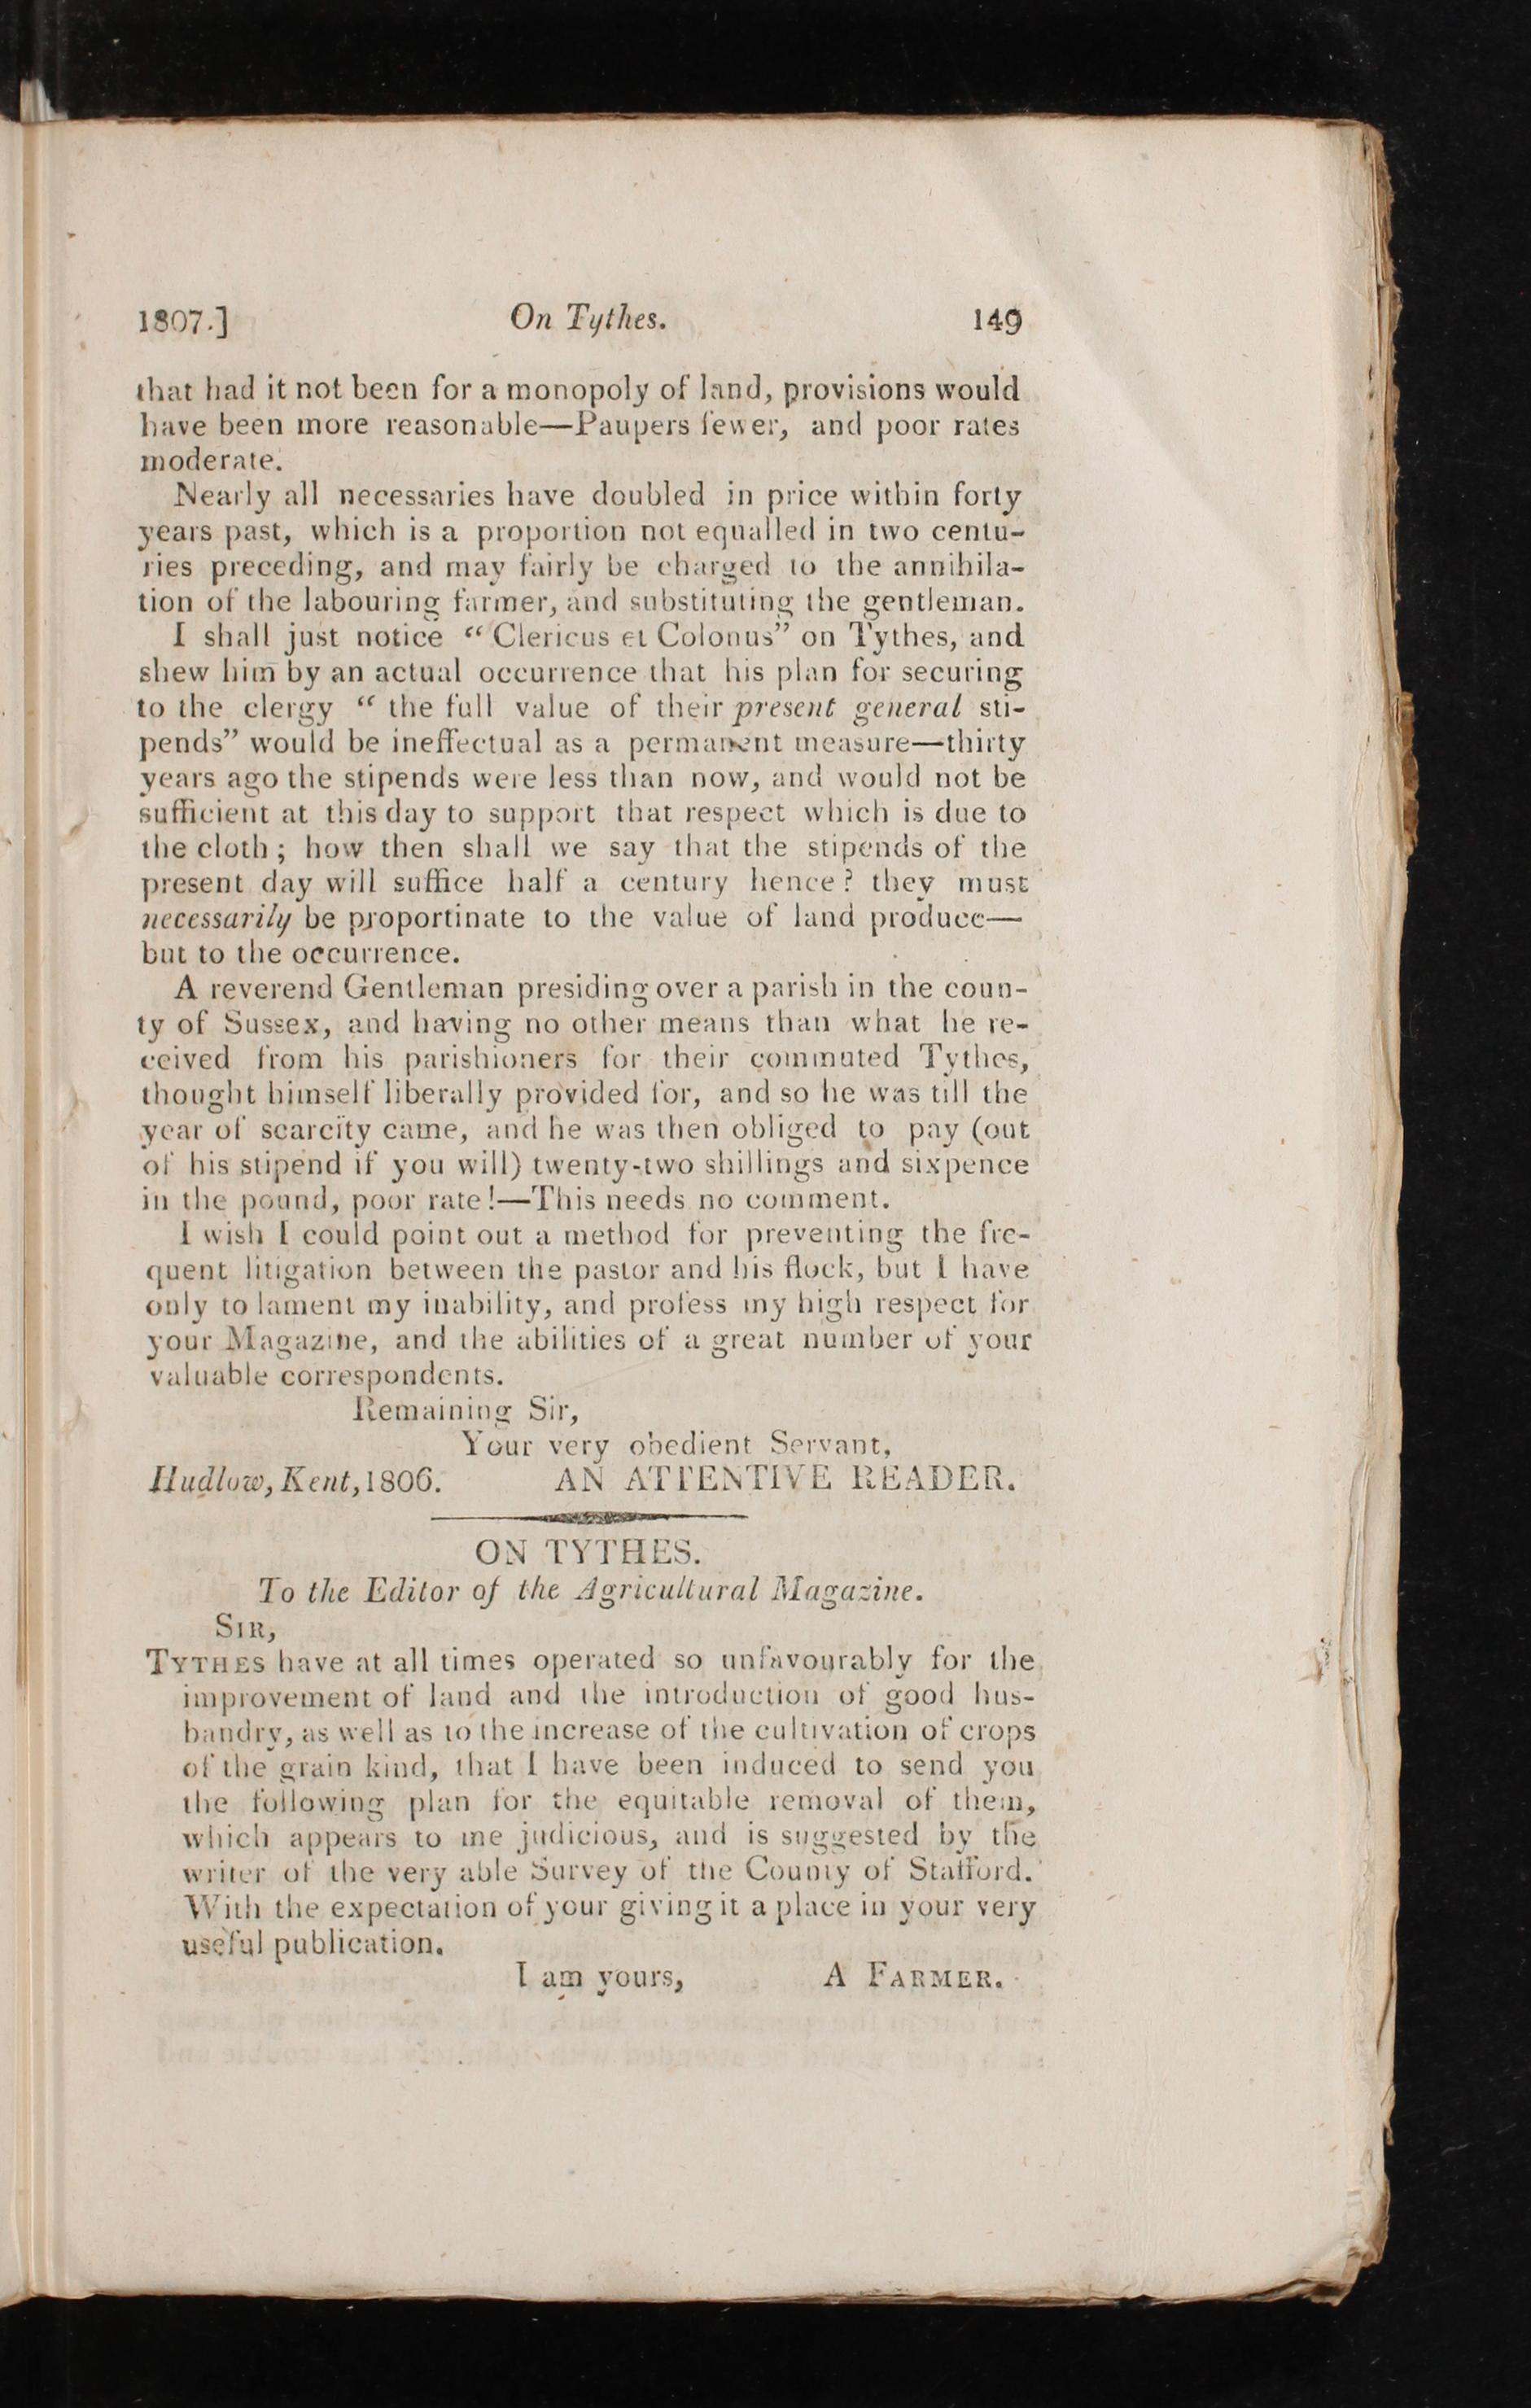 1807.] On Tythes. 149
that had it not been for a monopoly of land, provisions would
have been more reasonable—Paupers fewer, and poor rates
moderate.
Nearly all necessaries have doubled in price within forty
years past, which is a proportion not equalled in two centu-
ries preceding, and may fairly be charged to the annihila-
tion of the labouring farmer, and substituting the gentleman.
I shall just notice “Clericus et Colonus” on Tythes, and
shew him by an actual occurrence that his plan for securing
to the clergy “ the full value of their present general sti-
pends” would be ineffectual as a permanent measure—thirty
years ago the stipends were less than now, and would not be
sufficient at this day to support that respect which is due to
the cloth; how then shall we say that the stipends of the
present day will suffice half a century hence? they must
necessarily be proportinate to the value of land produce—
but to the occurrence.
A reverend Gentleman presiding over a parish in the coun-
ty of Sussex, and having no other means than what he re-
ceived from his parishioners for their commuted Tythes,
thought himself liberally provided for, and so he was till the
year of scarcity came, and he was then obliged to pay (out
of his stipend if you will) twenty-two shillings and sixpence
in the pound, poor rate!—This needs no comment.
I wish I could point out a method for preventing the fre-
quent litigation between the pastor and his flock, but I have
only to lament my inability, and profess my high respect for
your Magazine, and the abilities of a great number of your
valuable correspondents.
Remaining Sir,
Your very obedient Servant,
Hudlow, Kent, 1806. AN ATTENTIVE READER.
ON TYTHES.
To the Editor of the Agricultural Magazine.
SIR,
TYTHES have at all times operated so unfavourably for the
improvement of land and the introduction of good hus-
bandry, as well as to the increase of the cultivation of crops
of the grain kind, that I have been induced to send you
the following plan for the equitable removal of them,
which appears to me judicious, and is suggested by the
writer of the very able Survey of the County of Stafford.
With the expectation of your giving it a place in your very
useful publication.
I am yours, A FARMER.